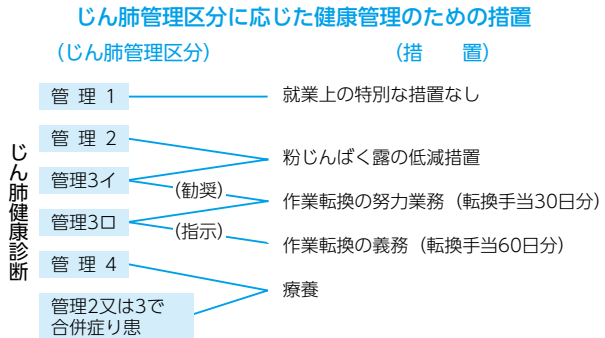 じん肺管理区分に応じた健康管理のための措置
（じん肺管理区分）
（措　　置）
じん肺健康診断
管 理 1
就業上の特別な措置なし
管 理 2
粉じんばく露の低減措置
管理3イ
(勧奨)
作業転換の努力業務（転換手当30日分）
管理3ロ
(指示)
作業転換の義務（転換手当60日分）
管 理 4
療養
管理2又は3で
合併症り患